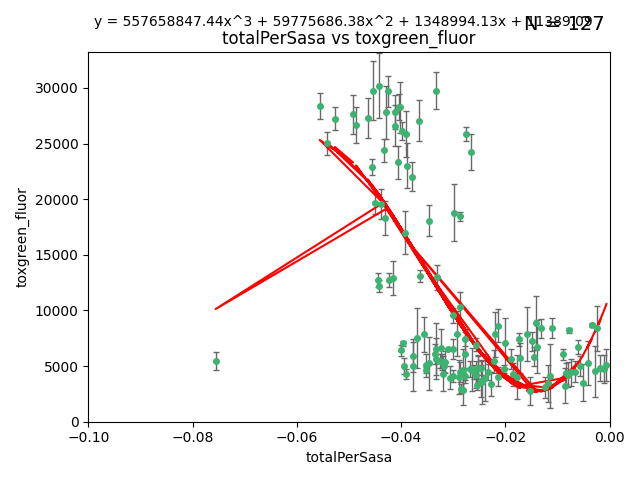 y = 557658847.44x^3 + 59775686.38x^2 + 1348994.13x +
N = 127
totalPerSasa vs toxgreen_fluor
30000
25000
20000
15000
10000
5000
0
toxgreen_fluor
-0.10 −0.08 −0.06 −0.04 −0.02 0.00
totalPerSasa